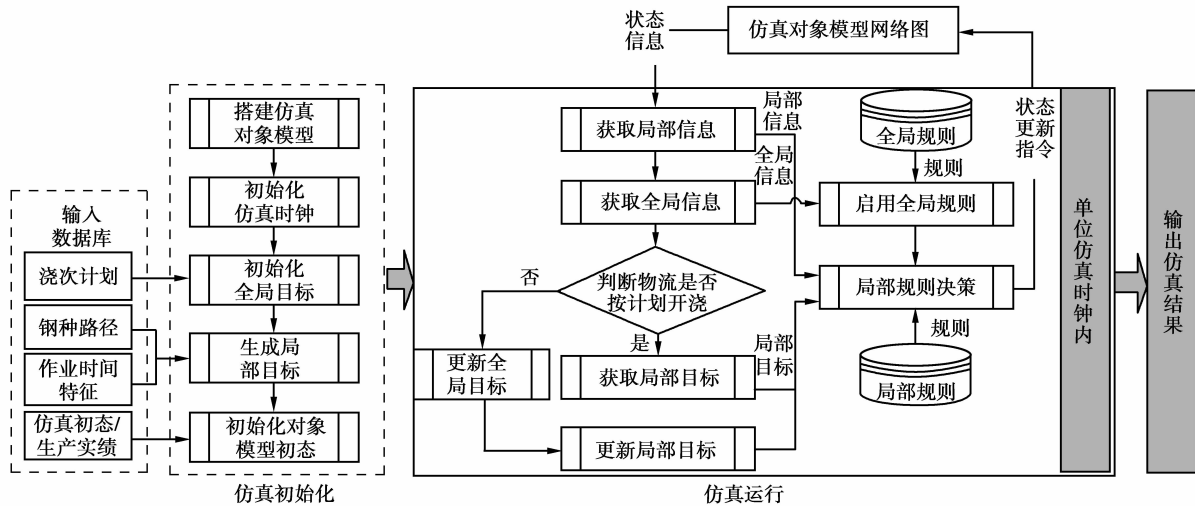 输入
数据库
浇次计划
钢种路径
作业时间
特征
仿真初态/
生产实绩
搭建仿真
对象模型
初始化
仿真时钟
初始化
全局目标
生成局
部目标
初始化对象
模型初态
仿真初始化
状态
信息
仿真对象模型网络图
获取局部信息
局部
信息
获取全局信息
全局
信息
判断物流是否
按计划开浇
否
是
更新全
局目标
获取局部目标
局部
目标
更新局部目标
全局规则
规则
启用全局规则
局部规则决策
规则
局部规则
状态
更新
指令
单位仿真时钟内
仿真运行
输出仿真结果